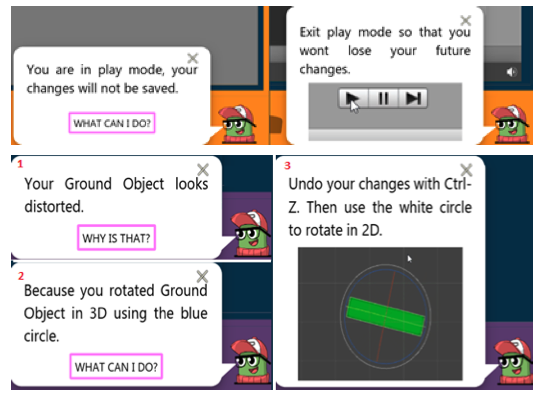 You are in play mode, your
changes will not be saved.
WHAT CAN I DO?
Exit play mode so that you
wont lose your future
changes.
1
Your Ground Object looks
distorted.
WHY IS THAT?
2
Because you rotated Ground
Object in 3D using the blue
circle.
WHAT CAN I DO?
3
Undo your changes with Ctrl-
Z. Then use the white circle
to rotate in 2D.